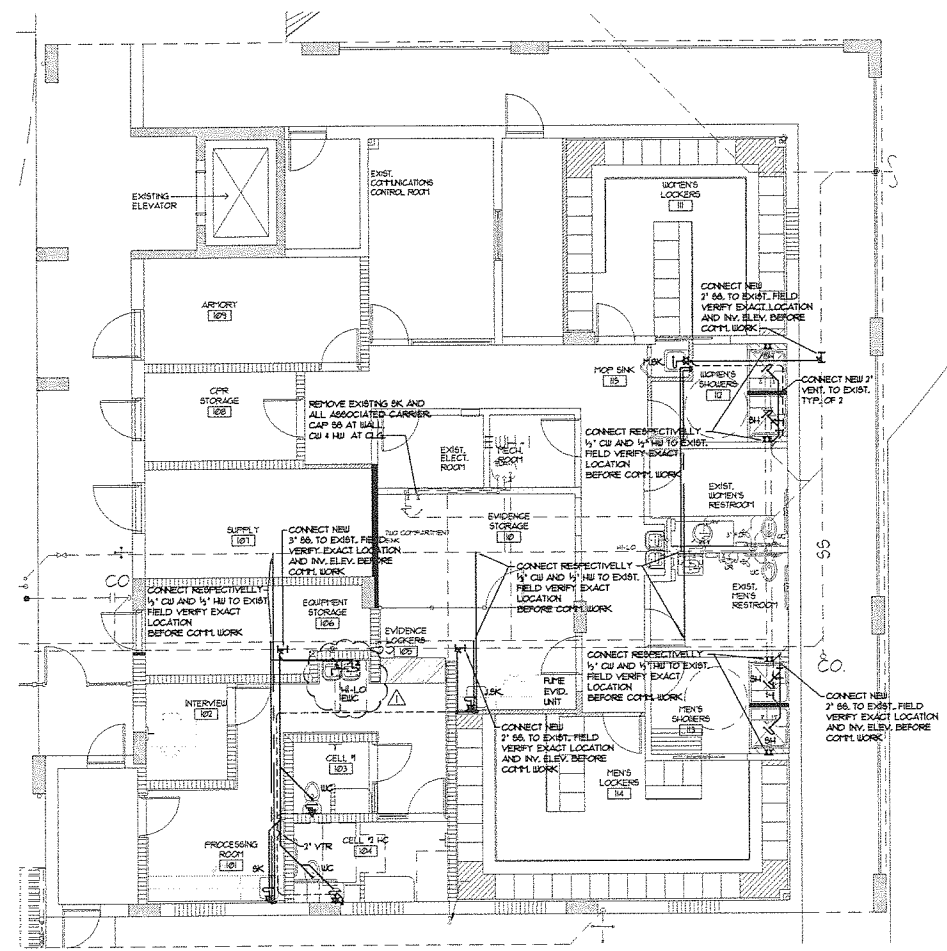 EXISTING
ELEVATOR
EXIST.
COMMUNICATIONS
CONTROL ROOM
WOMEN'S
LOCKERS
111
CONNECT NEW
2" SS. TO EXIST. FIELD
VERIFY EXACT LOCATION
AND INV. ELEV. BEFORE
COMM. WORK
ARMORY
109
CPR
STORAGE
108
REMOVE EXISTING SK AND
ALL ASSOCIATED CARRIER.
CAP SS AT WALL
CW & HW AT CLG.
MOP SINK
115
M.SK
WOMEN'S
SHOWERS
112
SH
SH
CONNECT NEW 2"
VENT. TO EXIST.
TYP. OF 2
EXIST.
ELECT.
ROOM
MECH.
ROOM
CONNECT RESPECTIVELLY
½" CW AND ½" HW TO EXIST.
FIELD VERIFY EXACT
LOCATION
BEFORE COMM. WORK
EXIST.
WOMEN'S
RESTROOM
SUPPLY
107
CONNECT NEW
3" SS. TO EXIST. FIELD
VERIFY EXACT LOCATION
AND INV. ELEV. BEFORE
COMM. WORK
TWO COMPARTMENT
EVIDENCE
STORAGE
110
HI-LO
SS
CO
CONNECT RESPECTIVELLY
½" CW AND ½" HW TO EXIST.
FIELD VERIFY EXACT
LOCATION
BEFORE COMM. WORK
CONNECT RESPECTIVELLY
½" CW AND ½" HW TO EXIST.
FIELD VERIFY EXACT
LOCATION
BEFORE COMM. WORK
EXIST.
MEN'S
RESTROOM
EQUIPMENT
STORAGE
106
EVIDENCE
LOCKERS
105
HI-LO
EWC
1
SK
FUME
EVID.
UNIT
CONNECT RESPECTIVELLY
½" CW AND ½" HW TO EXIST.
FIELD VERIFY EXACT
LOCATION
BEFORE COMM. WORK
CO.
SH
SH
CONNECT NEW
2" SS. TO EXIST. FIELD
VERIFY EXACT LOCATION
AND INV. ELEV. BEFORE
COMM. WORK
INTERVIEW
102
MEN'S
SHOWERS
113
CONNECT NEW
2" SS. TO EXIST. FIELD
VERIFY EXACT LOCATION
AND INV. ELEV. BEFORE
COMM. WORK
CELL #1
103
WC
MEN'S
LOCKERS
114
PROCESSING
ROOM
101
SK
2" VTR
CELL #2 HC
104
WC